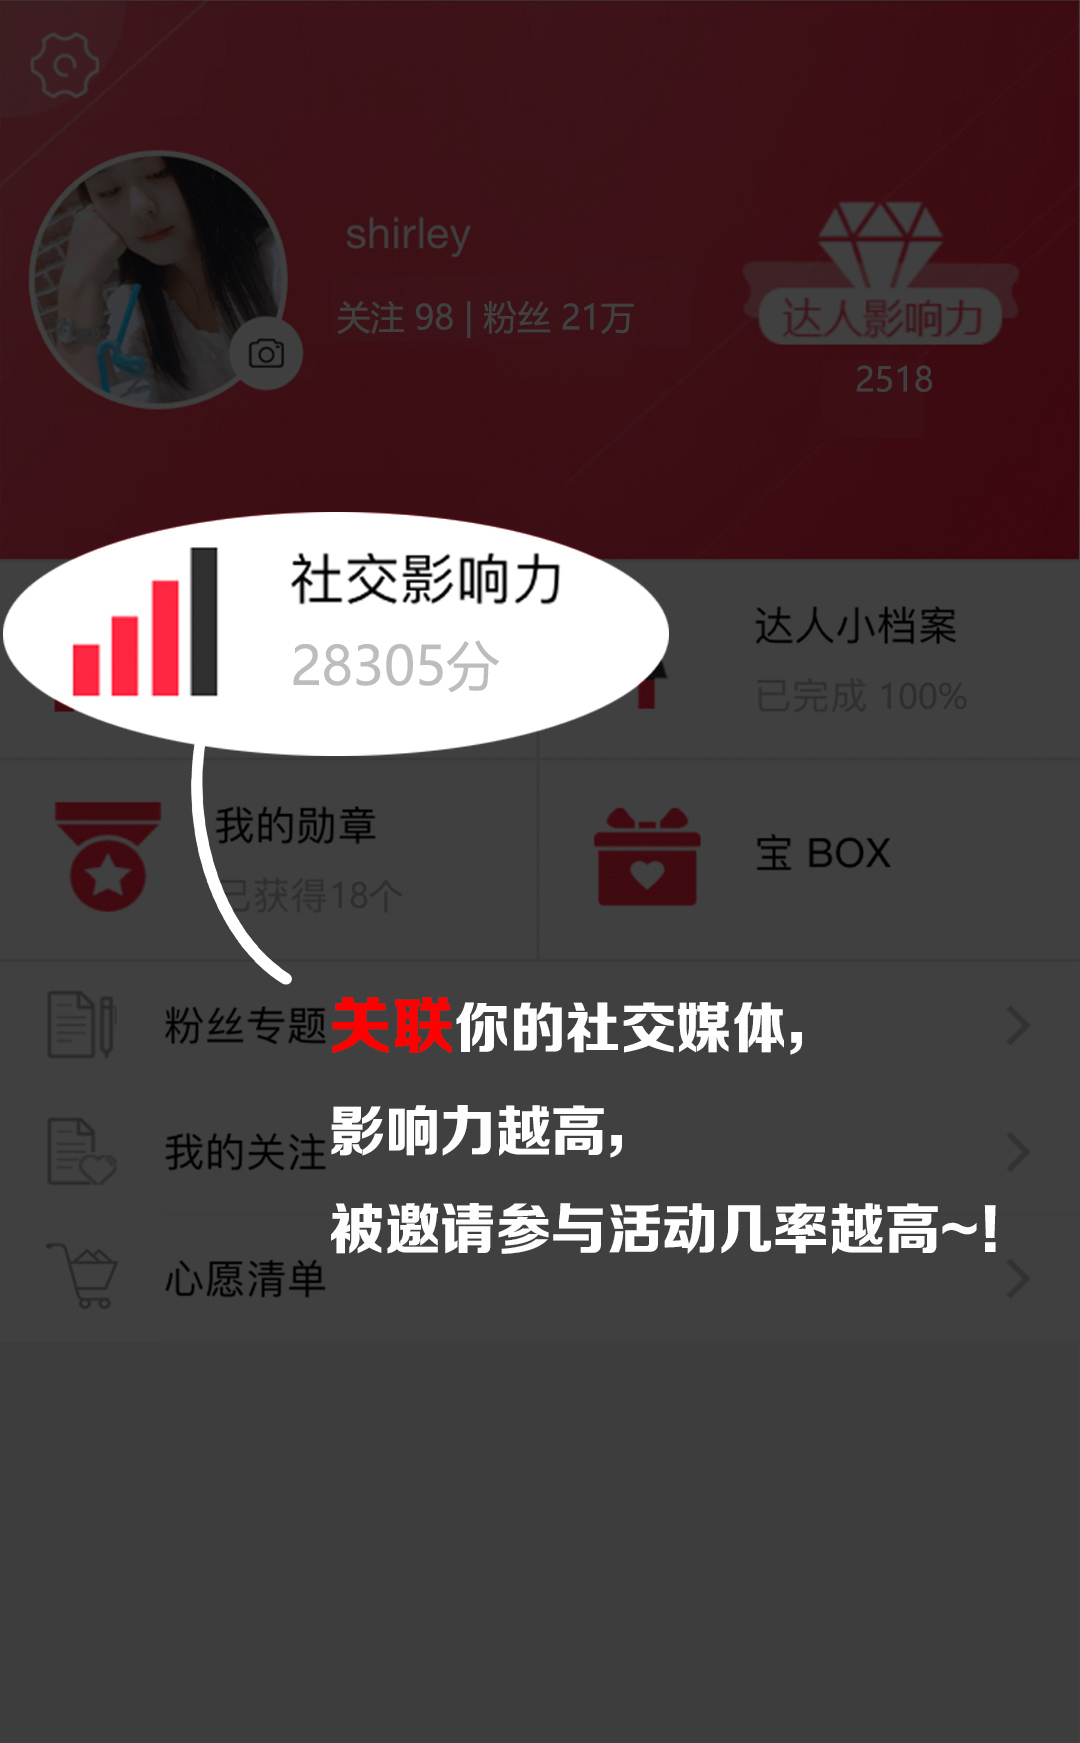 shirley
关注 98 | 粉丝 21万
达人影响力
2518
社交影响力
28305分
达人小档案
已完成 100%
我的勋章
已获得18个
宝 BOX
粉丝专题
关联你的社交媒体,
影响力越高,
我的关注
被邀请参与活动几率越高~!
心愿清单